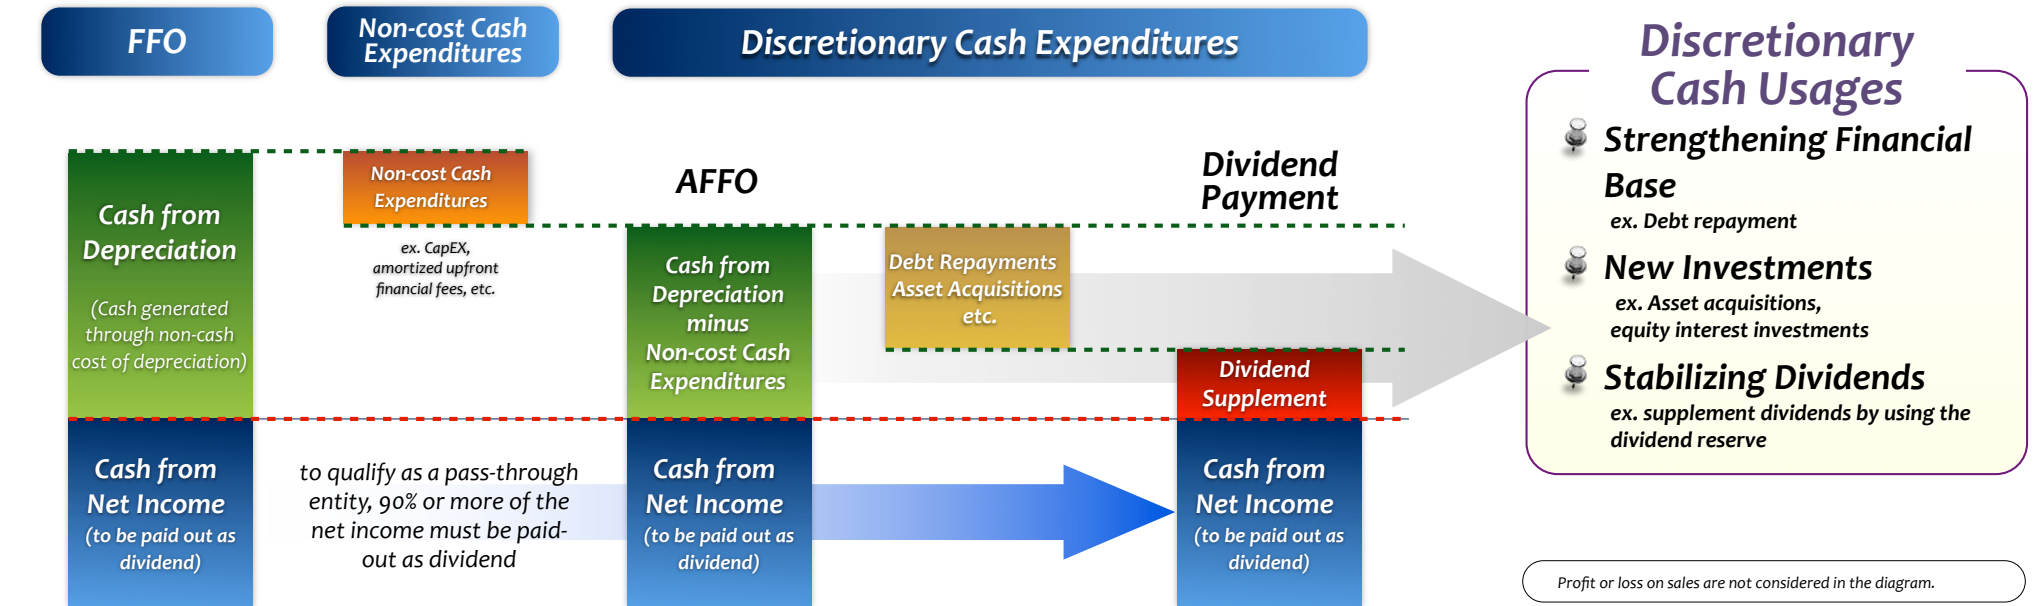 FFO
Non-cost Cash
Expenditures
Discretionary Cash Expenditures
Cash from
Depreciation
(Cash generated
through non-cash
cost of depreciation)
Cash from
Net Income
(to be paid out as
dividend)
Non-cost Cash
Expenditures
ex. CapEX,
amortized upfront
financial fees, etc.
to qualify as a pass-through
entity, 90% or more of the
net income must be paid-
out as dividend
AFFO
Cash from
Depreciation
minus
Non-cost Cash
Expenditures
Cash from
Net Income
(to be paid out as
dividend)
Debt Repayments
Asset Acquisitions
etc.
Dividend
Payment
Dividend
Supplement
Cash from
Net Income
(to be paid out as
dividend)
Discretionary
Cash Usages
Strengthening Financial
Base
ex. Debt repayment
New Investments
ex. Asset acquisitions,
equity interest investments
Stabilizing Dividends
ex. supplement dividends by using the
dividend reserve
Profit or loss on sales are not considered in the diagram.